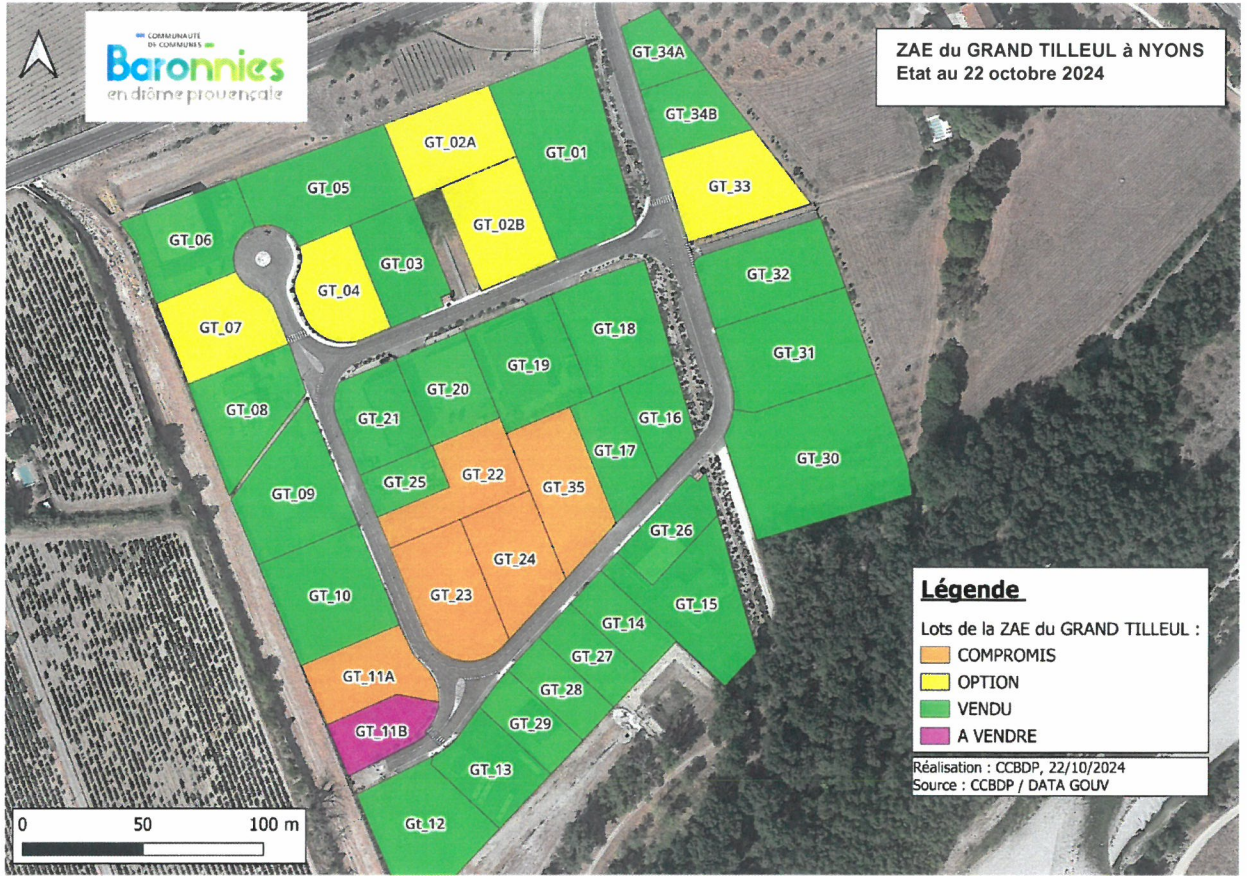 COMMUNAUTÉ
DE COMMUNES
Baronnies
en drôme provençale
ZAE du GRAND TILLEUL à NYONS
Etat au 22 octobre 2024
GT_34A
GT_34B
GT_02A
GT_01
GT_05
GT_33
GT_02B
GT_06
GT_03
GT_32
GT_04
GT_07
GT_18
GT_31
GT_19
GT_20
GT_08
GT_21
GT_16
GT_17
GT_30
GT_22
GT_25
GT_35
GT_09
GT_26
GT_24
GT_10
GT_23
GT_15
GT_14
GT_27
GT_11A
GT_28
GT_29
GT_11B
GT_13
Gt_12
Légende
Lots de la ZAE du GRAND TILLEUL :
COMPROMIS
OPTION
VENDU
A VENDRE
Réalisation : CCBDP, 22/10/2024
Source : CCBDP / DATA GOUV
0 50 100 m